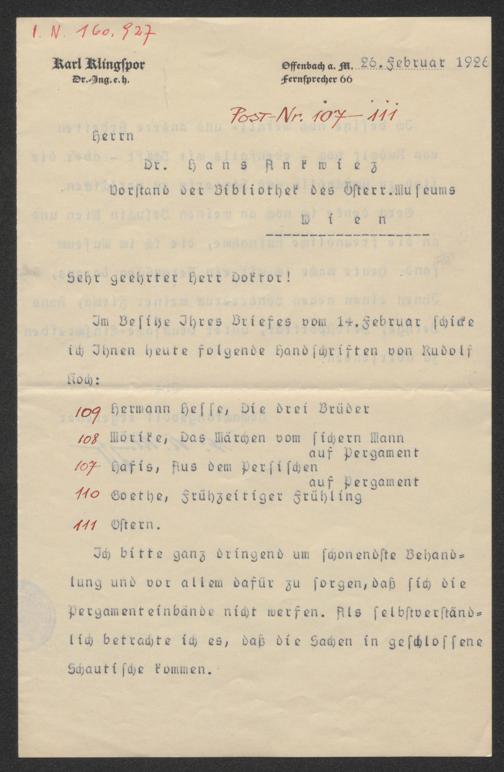 I. N. 160.927
Karl Klingspor
Dr.-Ing. e. h.
Offenbach a. M. 26.Februar 1926
Fernsprecher 66
Post-Nr. 107-111
Herrn
Dr. Hans Ankwicz
Vorstand der Bibliothek des Österr.Museums
Wien
Sehr geehrter Herr Doktor!
Im Besitze Ihres Briefes vom 14.Februar schicke
ich Ihnen heute folgende Handschriften von Rudolf
Koch:
109 Hermann Hesse, Die drei Brüder
108 Mörike, Das Märchen vom sichern Mann
auf Pergament
107 Hafis, Aus dem Persischen
auf Pergament
110 Goethe, Frühzeitiger Frühling
111 Ostern.
Ich bitte ganz dringend um schonendste Behand-
lung und vor allem dafür zu sorgen,daß sich die
Pergamenteinbände nicht werfen. Als selbstverständ-
lich betrachte ich es, daß die Sachen in geschlossene
Schautische kommen.